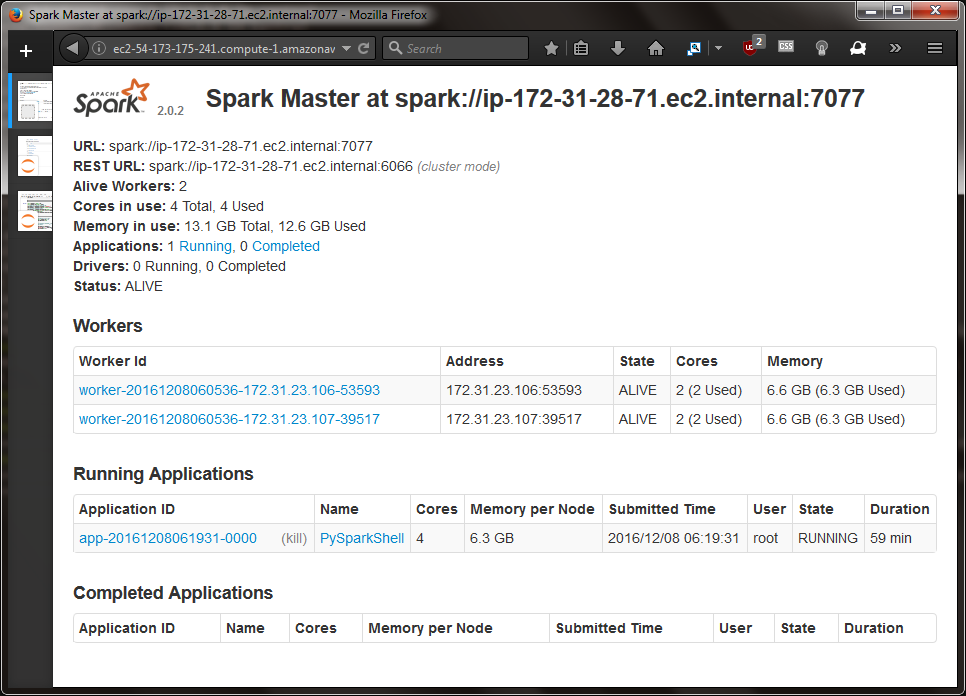 Spark Master at spark://ip-172-31-28-71.ec2.internal:7077 - Mozilla Firefox
ec2-54-173-175-241.compute-1.amazonav
Search
2
CSS
APACHE Spark 2.0.2
Spark Master at spark://ip-172-31-28-71.ec2.internal:7077
URL: spark://ip-172-31-28-71.ec2.internal:7077
REST URL: spark://ip-172-31-28-71.ec2.internal:6066 (cluster mode)
Alive Workers: 2
Cores in use: 4 Total, 4 Used
Memory in use: 13.1 GB Total, 12.6 GB Used
Applications: 1 Running, 0 Completed
Drivers: 0 Running, 0 Completed
Status: ALIVE
Workers
Worker Id Address State Cores Memory
worker-20161208060536-172.31.23.106-53593 172.31.23.106:53593 ALIVE 2 (2 Used) 6.6 GB (6.3 GB Used)
worker-20161208060536-172.31.23.107-39517 172.31.23.107:39517 ALIVE 2 (2 Used) 6.6 GB (6.3 GB Used)
Running Applications
Application ID Name Cores Memory per Node Submitted Time User State Duration
app-20161208061931-0000 (kill) PySparkShell 4 6.3 GB 2016/12/08 06:19:31 root RUNNING 59 min
Completed Applications
Application ID Name Cores Memory per Node Submitted Time User State Duration